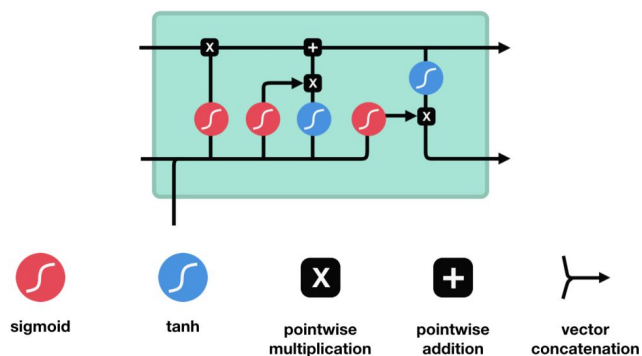 X
+
X
X
sigmoid
tanh
X
pointwise
multiplication
+
pointwise
addition
vector
concatenation